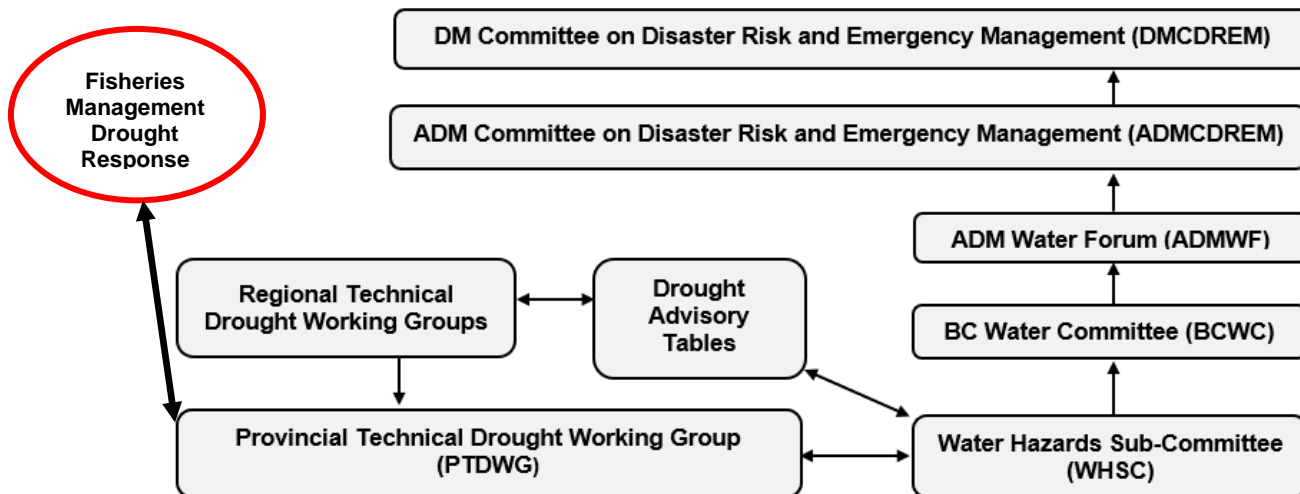 DM Committee on Disaster Risk and Emergency Management (DMCDREM)
Fisheries
Management
Drought
Response
ADM Committee on Disaster Risk and Emergency Management (ADMCDREM)
ADM Water Forum (ADMWF)
Regional Technical
Drought Working Groups
Drought
Advisory
Tables
BC Water Committee (BCWC)
Provincial Technical Drought Working Group
(PTDWG)
Water Hazards Sub-Committee
(WHSC)